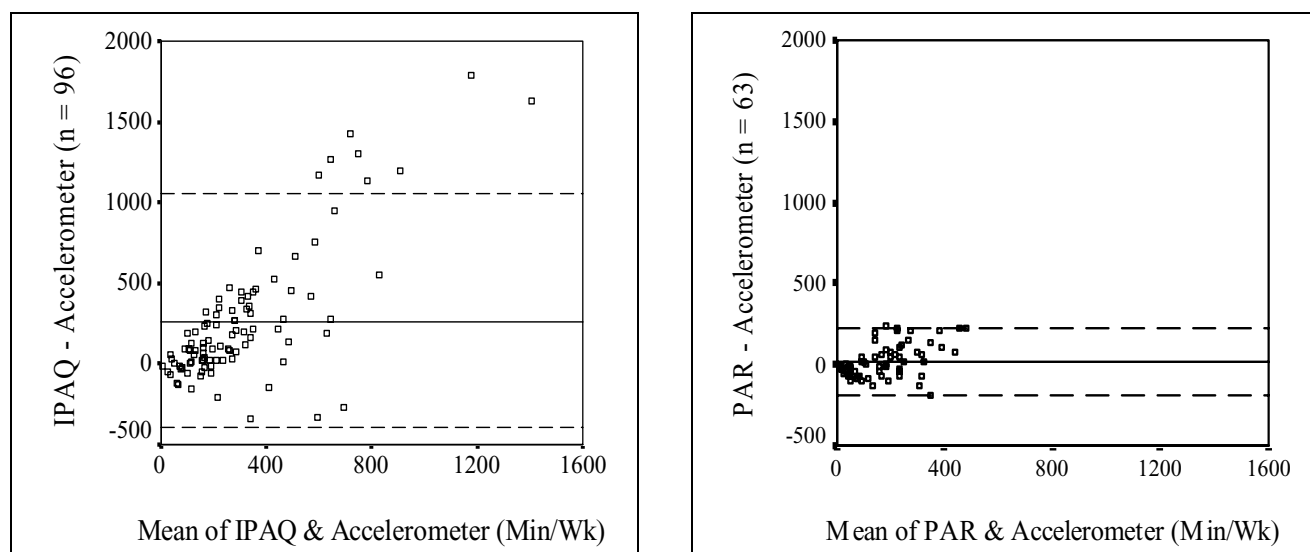 IPAQ - Accelerometer (n = 96)
2000
1500
1000
500
0
-500
0 400 800 1200 1600
Mean of IPAQ & Accelerometer (Min/Wk)
PAR - Accelerometer (n = 63)
2000
1500
1000
500
0
-500
0 400 800 1200 1600
Mean of PAR & Accelerometer (Min/Wk)